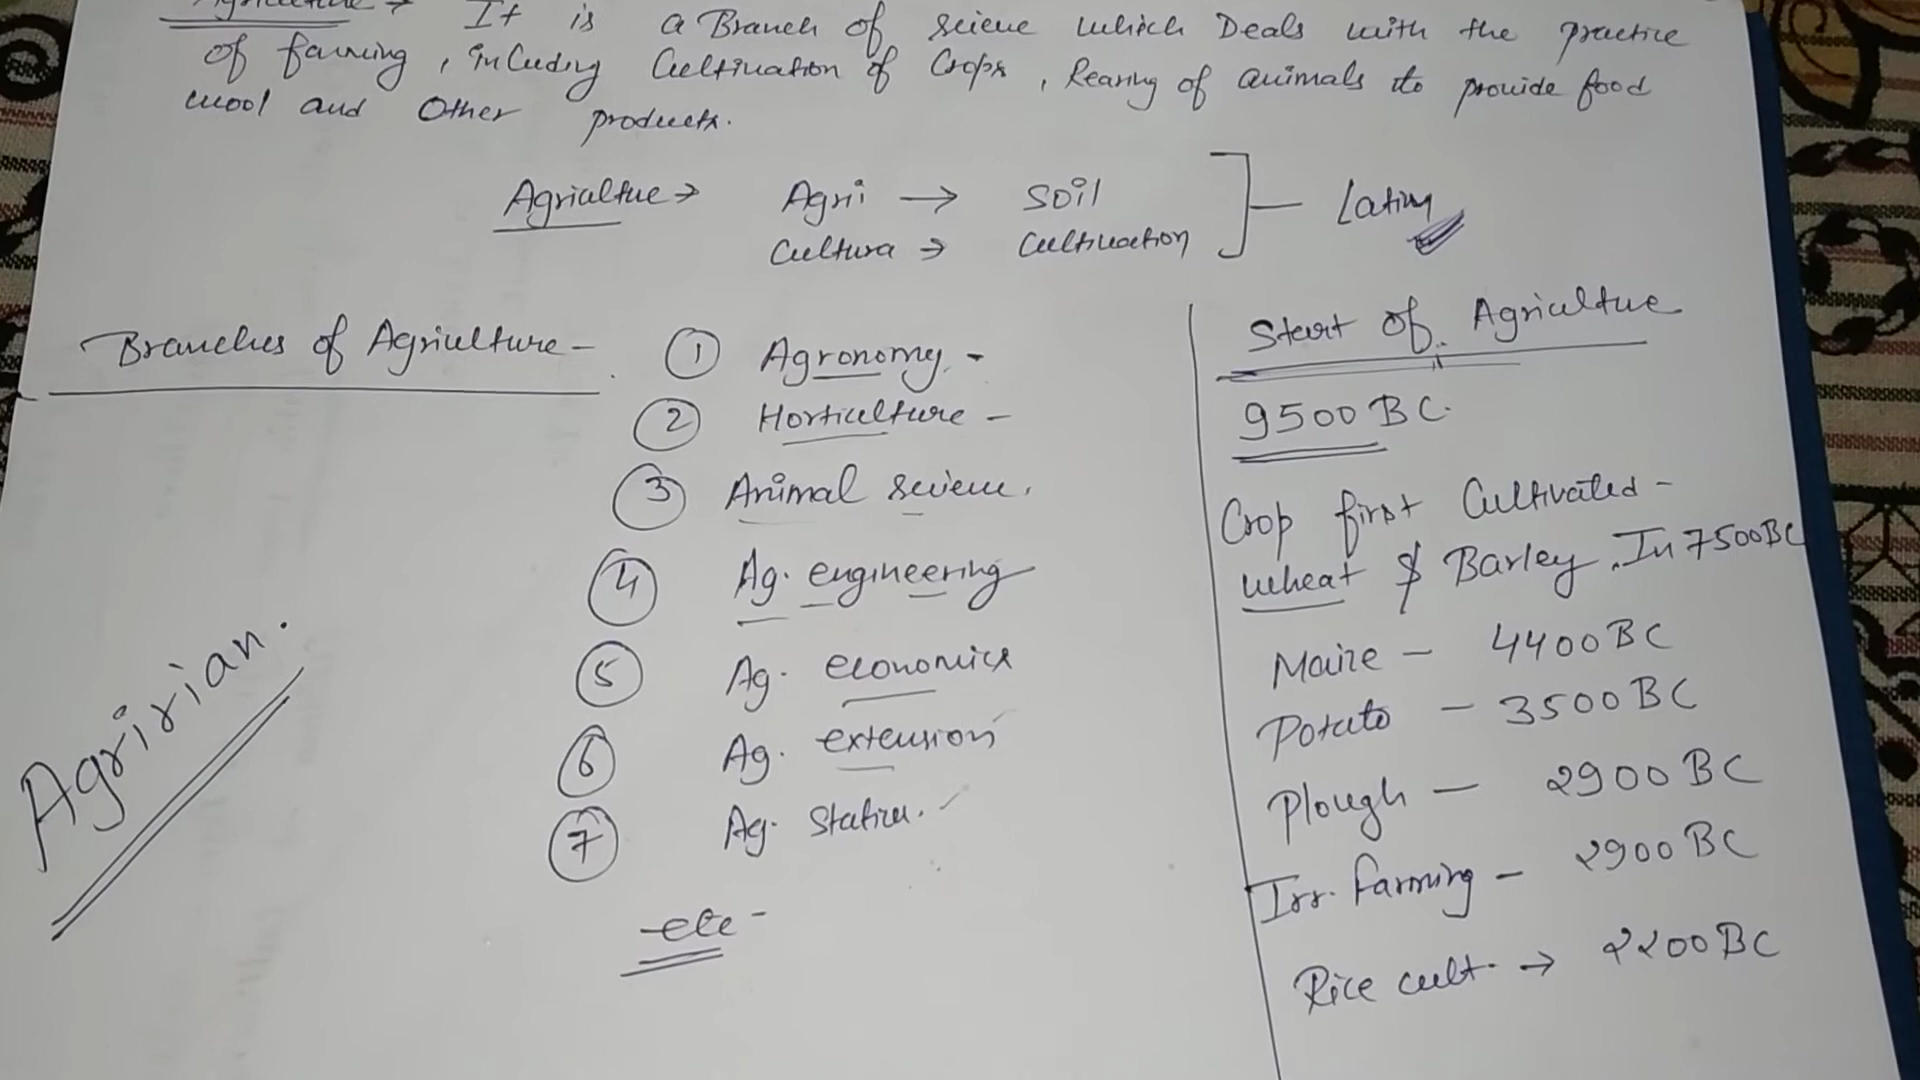 Agriculture → It is a Branch of science which Deals with the practice
of farming, including Cultivation of Crops, Rearing of animals to provide food
wool and Other products.
Agriculture → Agri → Soil
Cultura → Cultivation
Latin
Branches of Agriculture -
① Agronomy -
② Horticulture -
③ Animal science.
④ Ag. engineering
⑤ Ag. economics
⑥ Ag. extension
⑦ Ag.
-etc-
Agririan.
Start of Agriculture
9500 BC.
Crop first Cultivated -
wheat & Barley. In 7500BC
Maize - 4400 BC
Potato - 3500 BC
Plough - 2900 BC
Irr. farming - 2900 BC
Rice cult. → 2200 BC